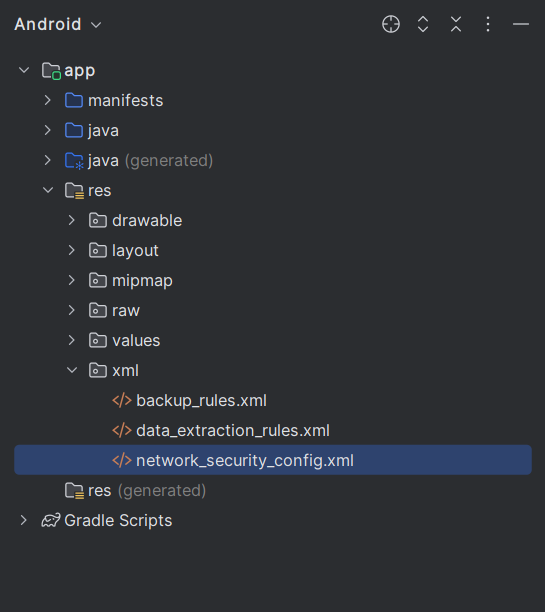 Android
app
manifests
java
java (generated)
res
drawable
layout
mipmap
raw
values
xml
backup_rules.xml
data_extraction_rules.xml
network_security_config.xml
res (generated)
Gradle Scripts